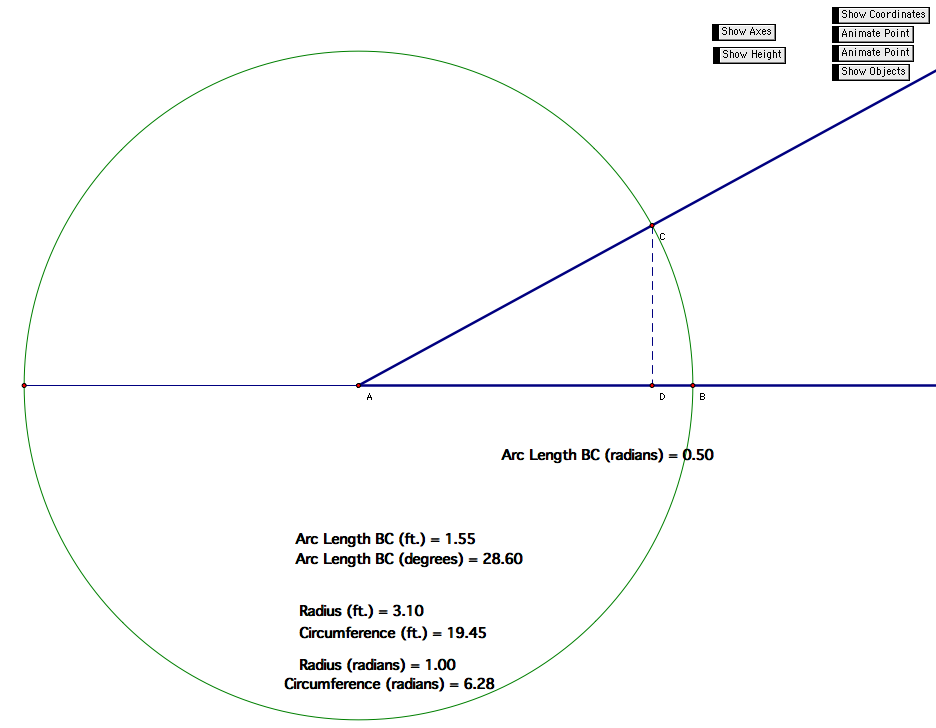 Show Coordinates
Show Axes
Animate Point
Show Height
Animate Point
Show Objects
C
A
D
B
Arc Length BC (radians) = 0.50
Arc Length BC (ft.) = 1.55
Arc Length BC (degrees) = 28.60
Radius (ft.) = 3.10
Circumference (ft.) = 19.45
Radius (radians) = 1.00
Circumference (radians) = 6.28